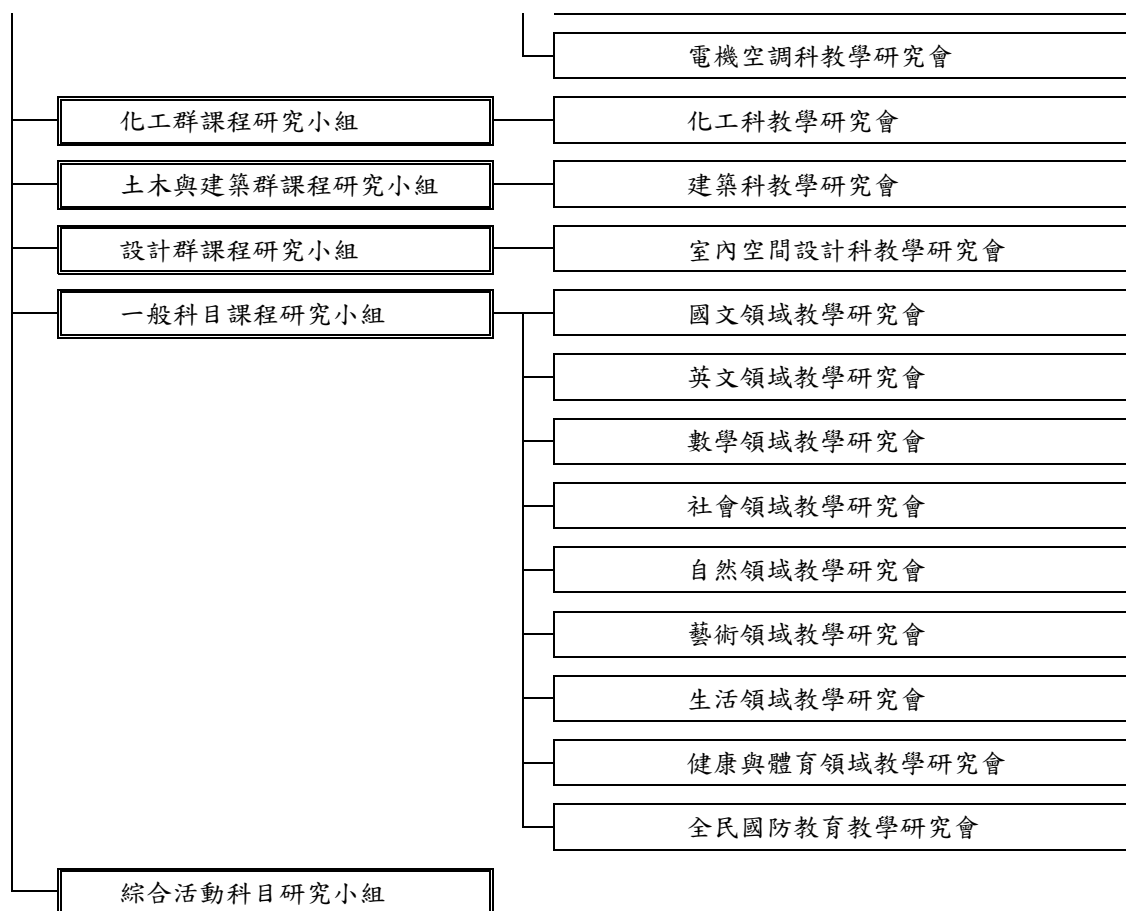 電機空調科教學研究會
化工群課程研究小組
化工科教學研究會
土木與建築群課程研究小組
建築科教學研究會
設計群課程研究小組
室內空間設計科教學研究會
一般科目課程研究小組
國文領域教學研究會
英文領域教學研究會
數學領域教學研究會
社會領域教學研究會
自然領域教學研究會
藝術領域教學研究會
生活領域教學研究會
健康與體育領域教學研究會
全民國防教育教學研究會
綜合活動科目研究小組